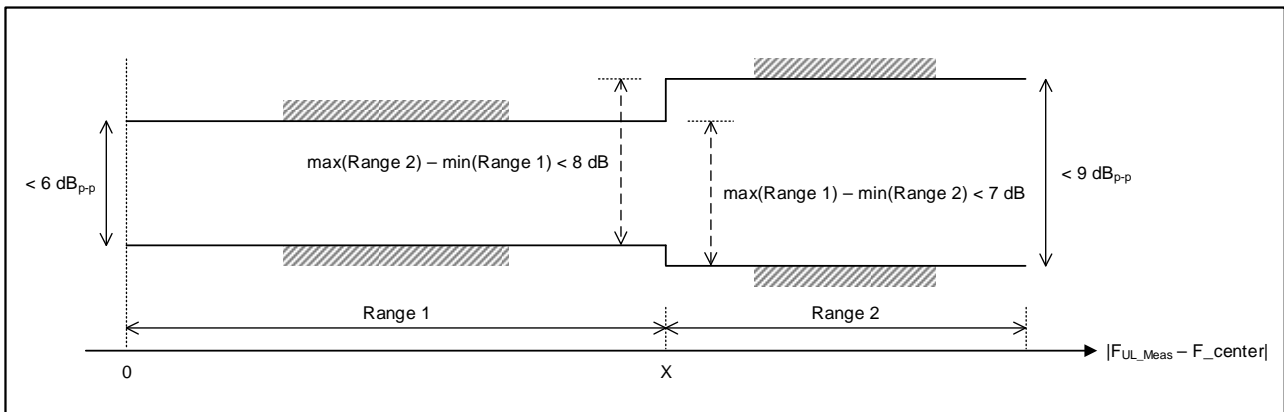 max(Range 2) – min(Range 1) < 8 dB
< 6 dBp-p
< 9 dBp-p
max(Range 1) – min(Range 2) < 7 dB
Range 1
Range 2
|FUL_Meas – F_center|
0
X